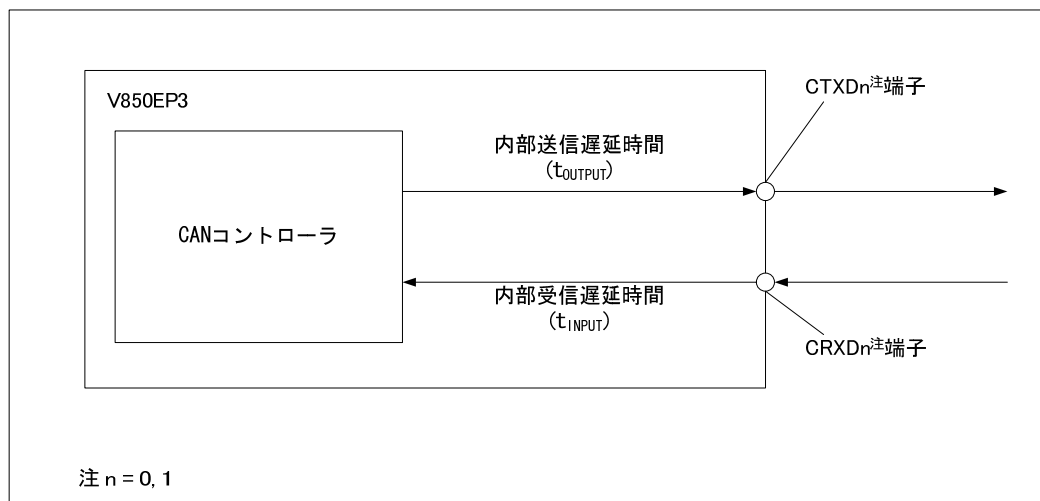 V850EP3
CANコントローラ
内部送信遅延時間
(tOUTPUT)
CTXDn注端子
内部受信遅延時間
(tINPUT)
CRXDn注端子
注 n = 0, 1